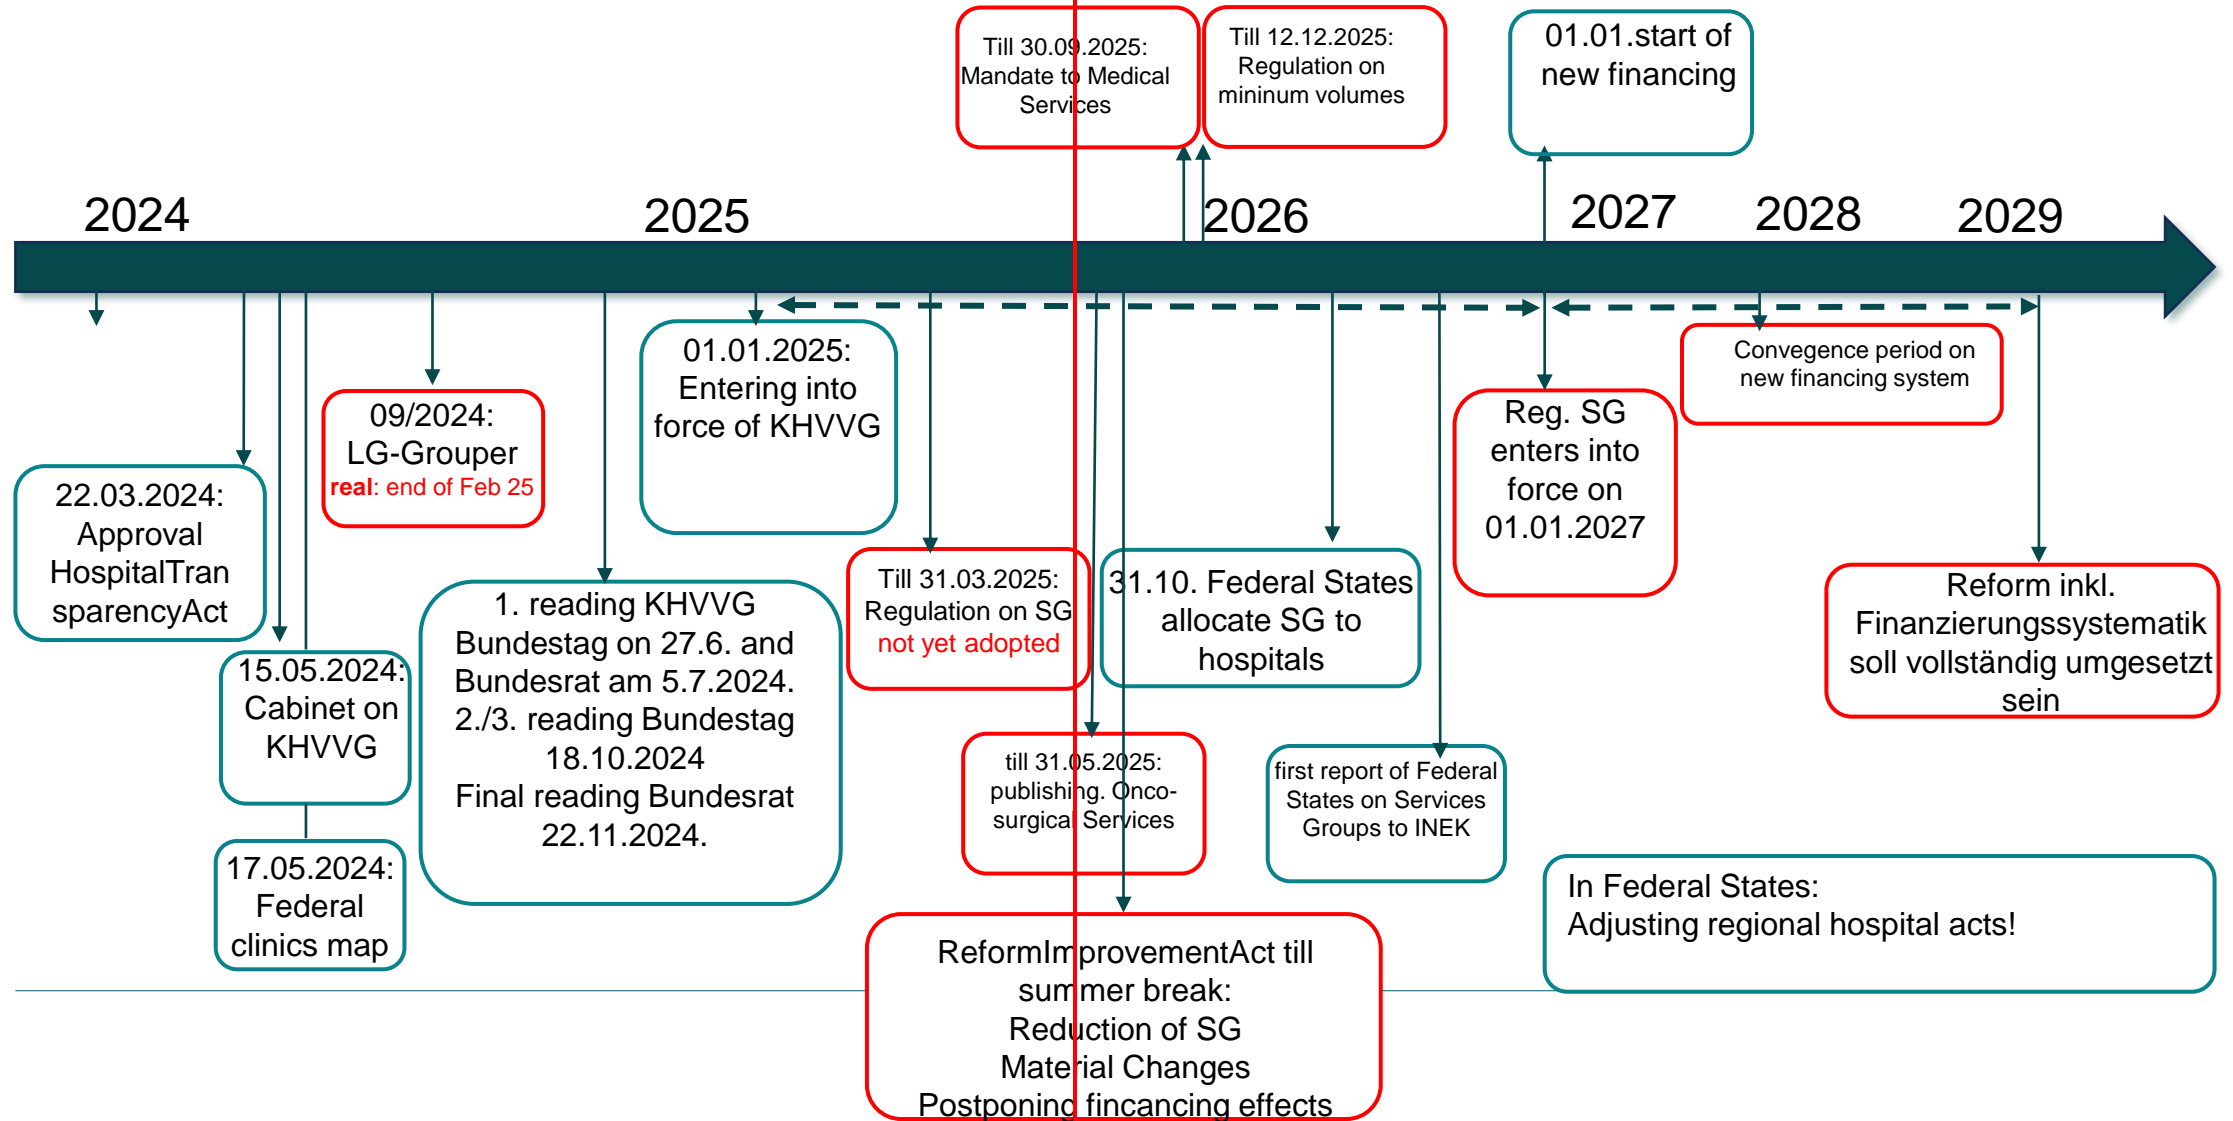 Till 30.09.2025:
Mandate to Medical
Services
Till 12.12.2025:
Regulation on
mininum volumes
01.01.start of
new financing
2024
2025
2026
2027
2028
2029
22.03.2024:
Approval
HospitalTran
sparencyAct
15.05.2024:
Cabinet on
KHVVG
17.05.2024:
Federal
clinics map
09/2024:
LG-Grouper
real: end of Feb 25
1. reading KHVVG
Bundestag on 27.6. and
Bundesrat am 5.7.2024.
2./3. reading Bundestag
18.10.2024
Final reading Bundesrat
22.11.2024.
01.01.2025:
Entering into
force of KHVVG
Till 31.03.2025:
Regulation on SG
not yet adopted
till 31.05.2025:
publishing. Onco-
surgical Services
ReformImprovementAct till
summer break:
Reduction of SG
Material Changes
Postponing fincancing effects
31.10. Federal States
allocate SG to
hospitals
first report of Federal
States on Services
Groups to INEK
Reg. SG
enters into
force on
01.01.2027
Convegence period on
new financing system
Reform inkl.
Finanzierungssystematik
soll vollständig umgesetzt
sein
In Federal States:
Adjusting regional hospital acts!